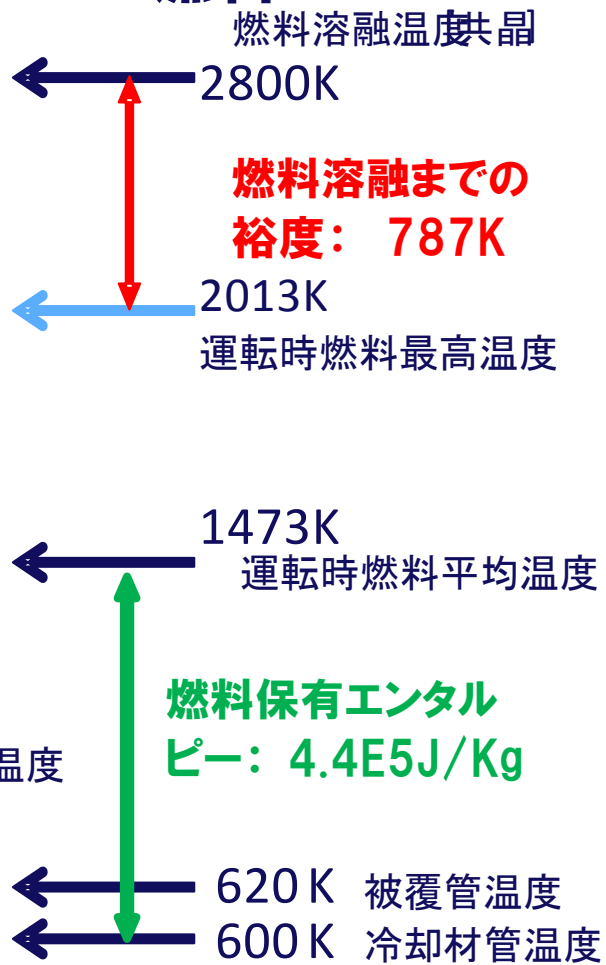 燃料溶融温度[共晶]
2800K
燃料溶融までの
裕度： 787K
2013K
運転時燃料最高温度
1473K
運転時燃料平均温度
燃料保有エンタル
ピー： 4.4E5J/Kg
温度
620K 被覆管温度
600K 冷却材管温度